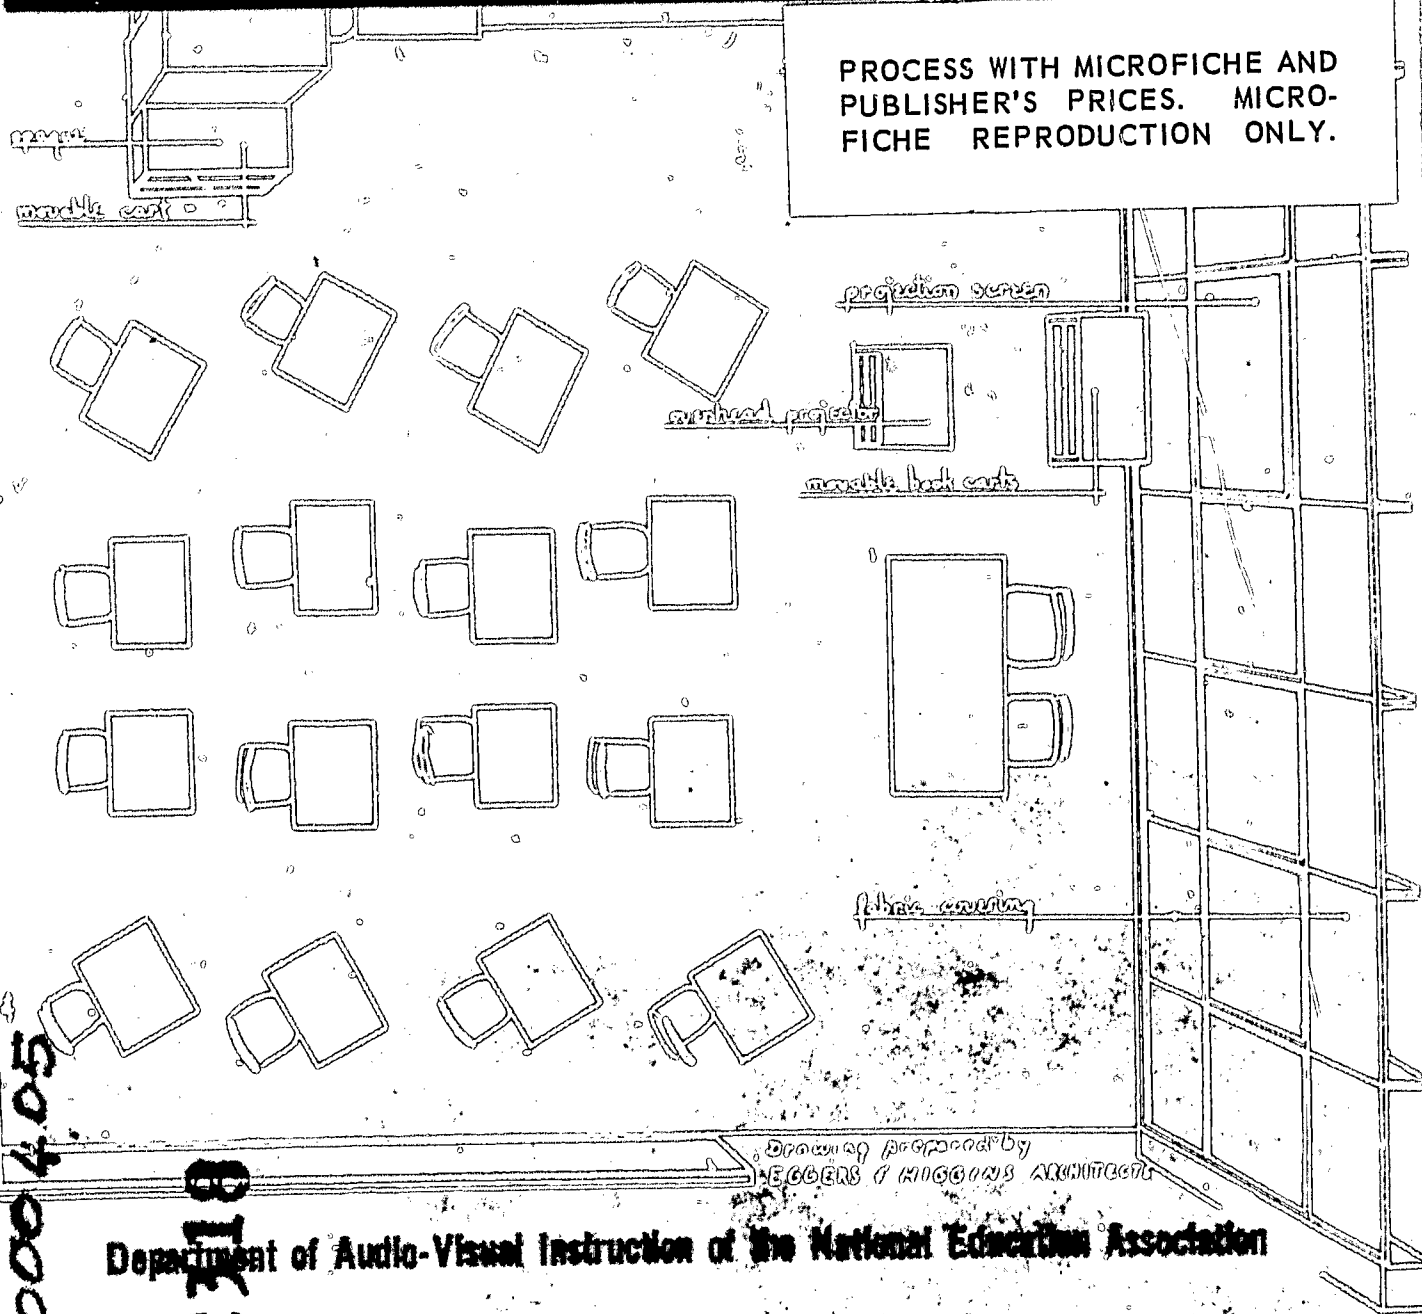 PROCESS WITH MICROFICHE AND
PUBLISHER'S PRICES. MICRO-
FICHE REPRODUCTION ONLY.
movable cart
projection screen
overhead projector
movable book carts
fabric covering
Drawing prepared by
EGGERS & HIGGINS ARCHITECTS
Department of Audio-Visual Instruction of the National Education Association